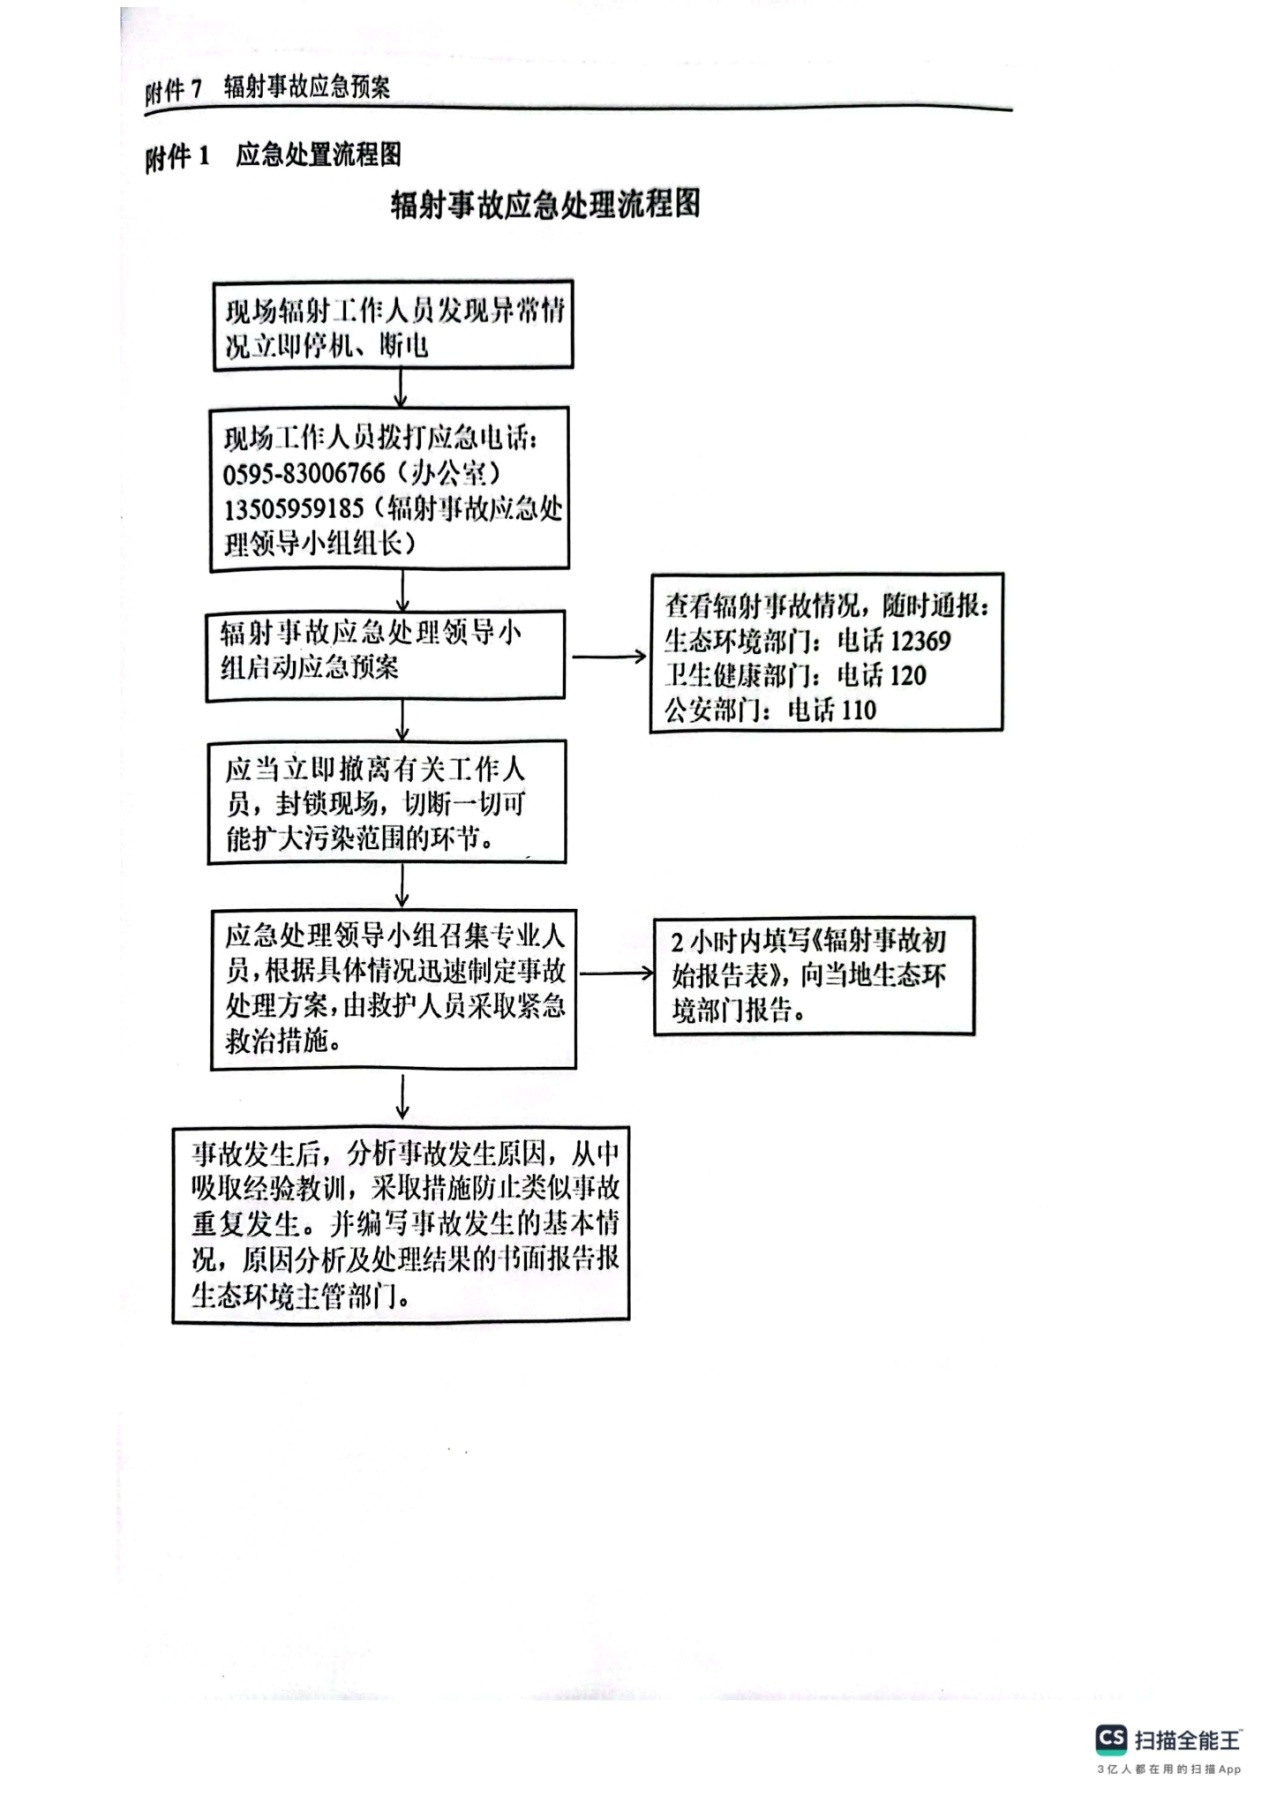 附件 7 辐射事故应急预案
附件 1 应急处置流程图
辐射事故应急处理流程图
现场辐射工作人员发现异常情
况立即停机、断电
现场工作人员拨打应急电话：
0595-83006766（办公室）
13505959185（辐射事故应急处
理领导小组组长）
辐射事故应急处理领导小
组启动应急预案
查看辐射事故情况，随时通报：
生态环境部门：电话 12369
卫生健康部门：电话 120
公安部门：电话 110
应当立即撤离有关工作人
员，封锁现场，切断一切可
能扩大污染范围的环节。
应急处理领导小组召集专业人
员，根据具体情况迅速制定事故
处理方案，由救护人员采取紧急
救治措施。
2 小时内填写《辐射事故初
始报告表》，向当地生态环
境部门报告。
事故发生后，分析事故发生原因，从中
吸取经验教训，采取措施防止类似事故
重复发生。并编写事故发生的基本情
况，原因分析及处理结果的书面报告报
生态环境主管部门。
CS 扫描全能王
3亿人都在用的扫描App